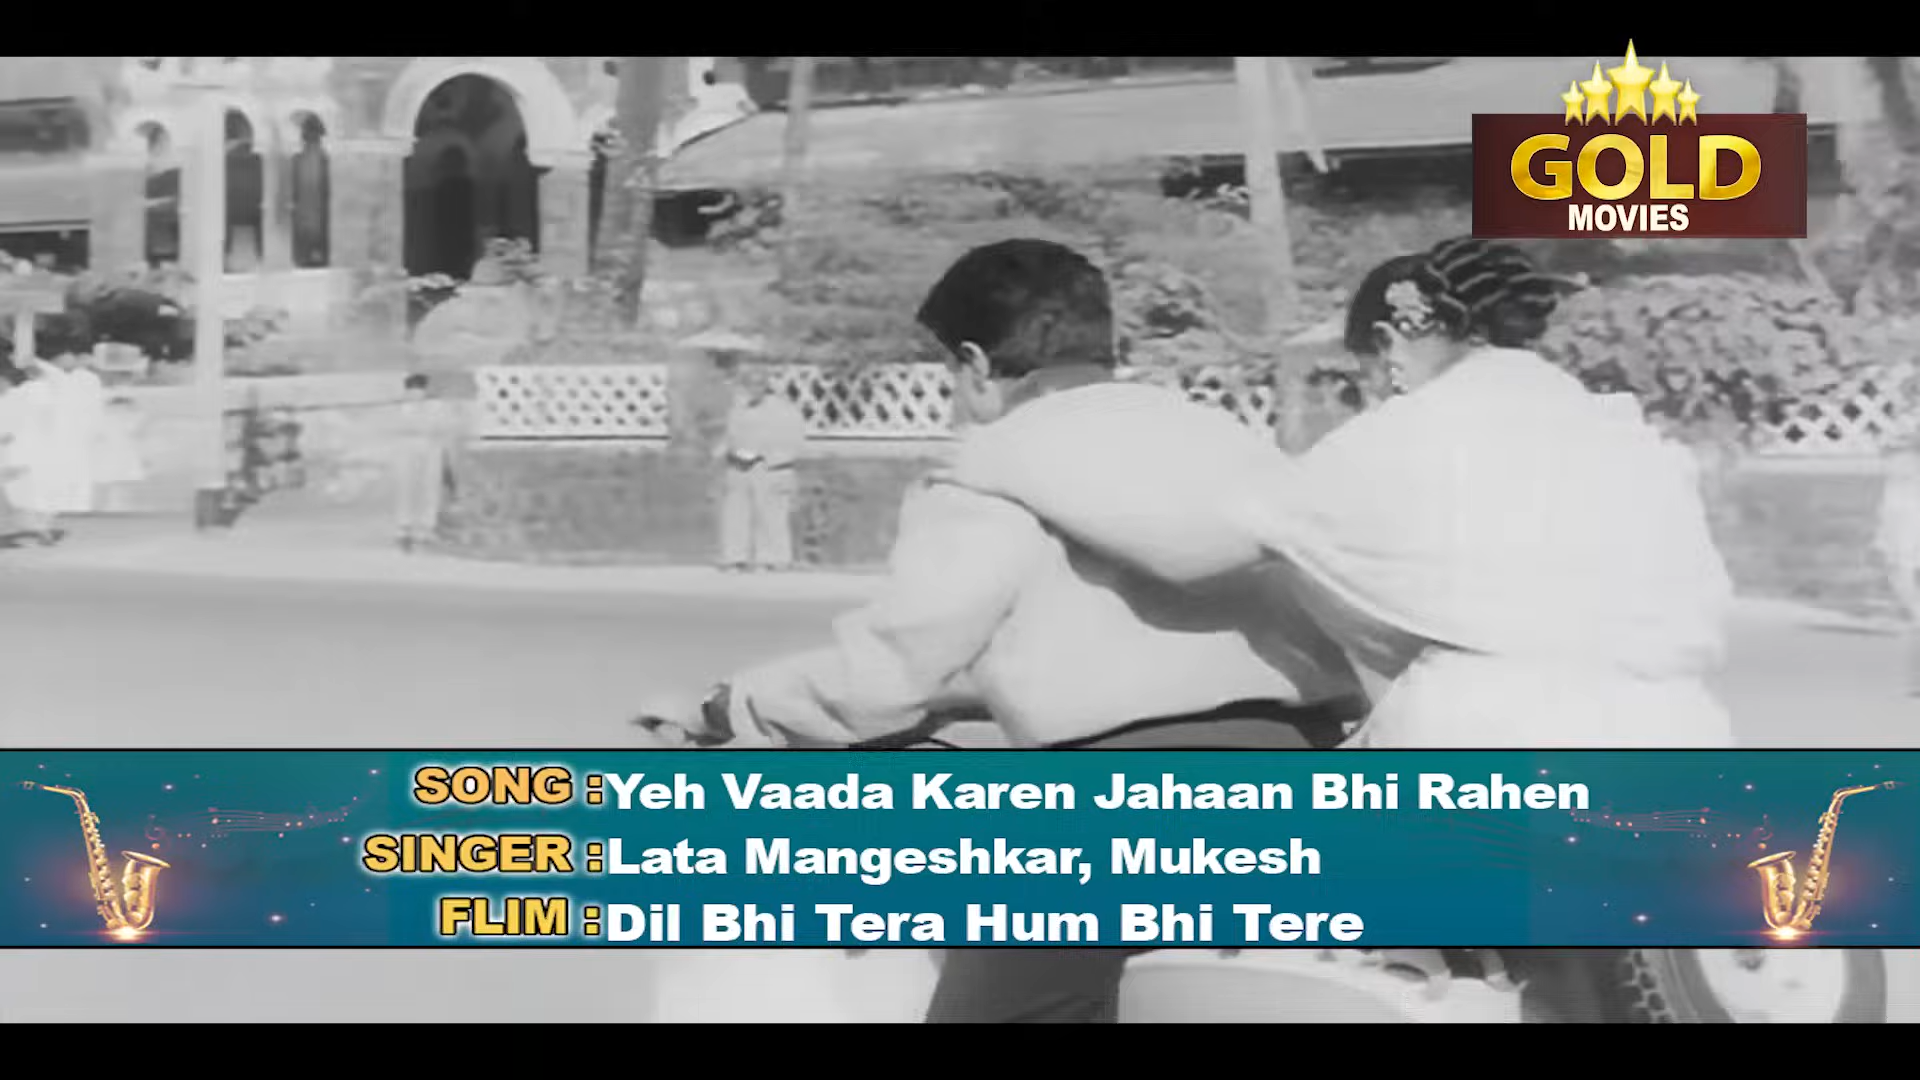 GOLD
MOVIES
SONG :Yeh Vaada Karen Jahaan Bhi Rahen
SINGER :Lata Mangeshkar, Mukesh
FLIM :Dil Bhi Tera Hum Bhi Tere